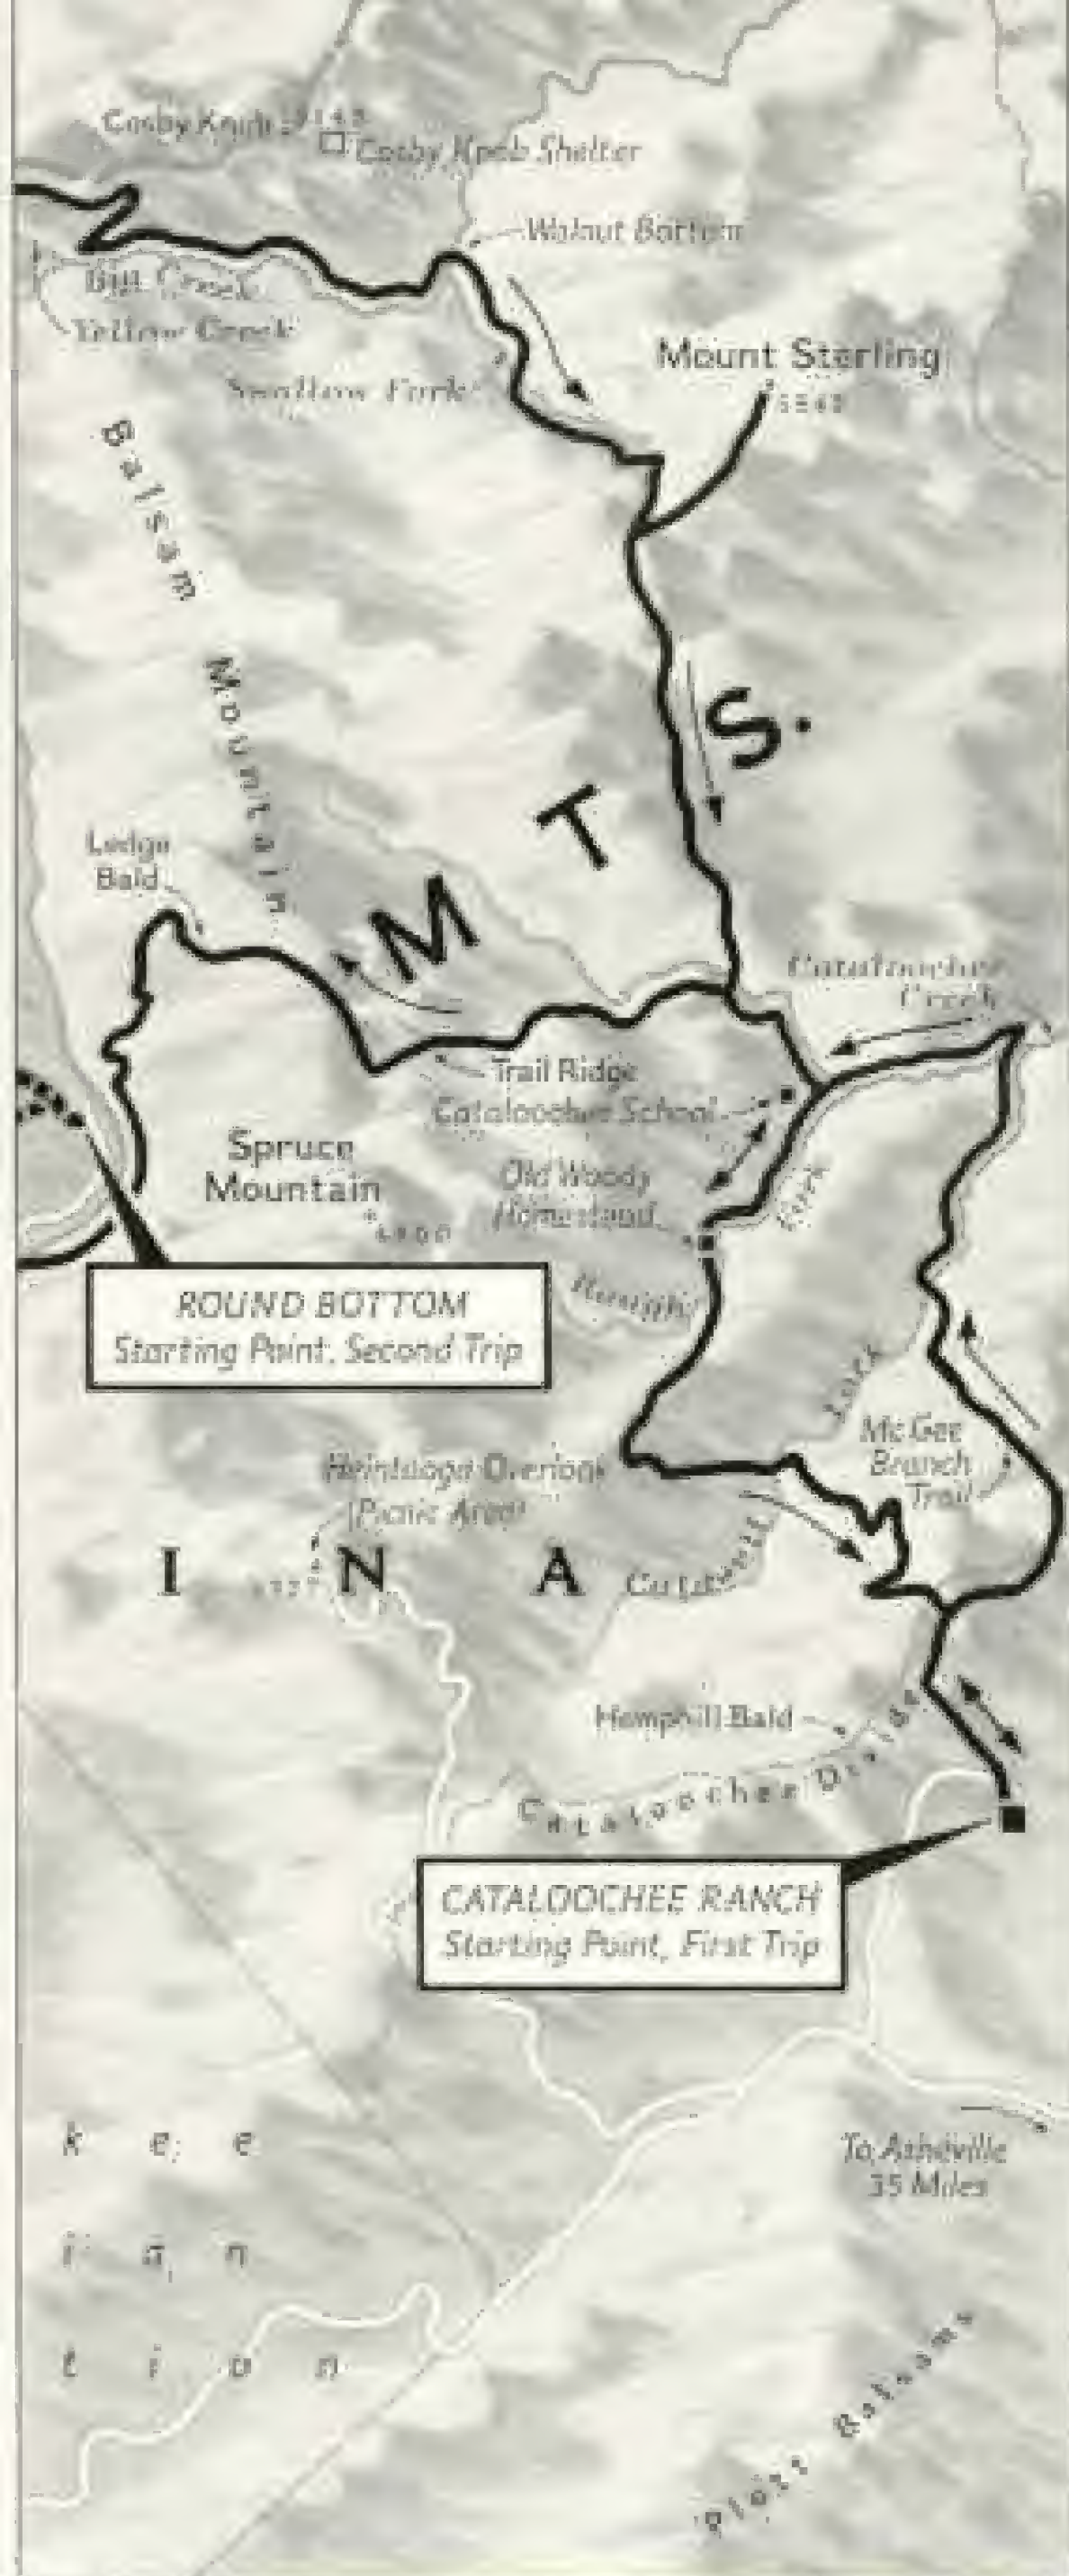 Cosby Knob
Cosby Knob Shelter
Walnut Bottom
Creek
Yellow Creek
Mount Sterling
5842
Swallow Fork
Balsam
Mountain
S.
T
M
Ledge
Bald
Cataloochee
Creek
Trail Ridge
Cataloochee School
Spruce
Mountain
Old Woody
Homestead
Creek
ROUND BOTTOM
Starting Point, Second Trip
McGee
Branch
Trail
Heintooga Overlook
(Picnic Area)
I N A
Hemphill Bald
Cataloochee Divide
CATALOOCHEE RANCH
Starting Point, First Trip
k e e
To Asheville
35 Miles
i a n
t i o n
Plott Balsams